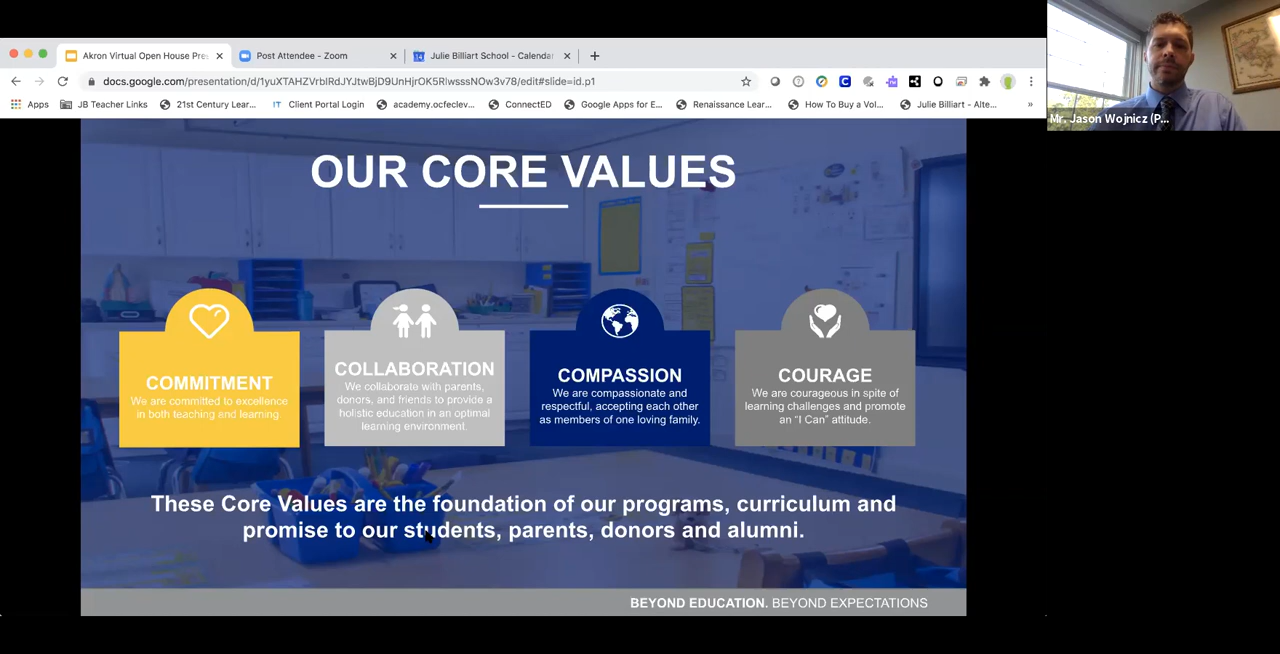 Akron Virtual Open House Pres
Post Attendee - Zoom
Julie Billiart School - Calenda
docs.google.com/presentation/d/1yuXTAHZVrblRdJYJtwBjD9UnHjrOK5RlwsssNOw3v78/edit#slide=id.p1
Apps
JB Teacher Links
21st Century Lear...
Client Portal Login
academy.ocfeclev...
ConnectED
Google Apps for E...
Renaissance Lear...
How To Buy a Vol...
Julie Billiart - Alte...
»
Mr. Jason Wojnicz (P...
OUR CORE VALUES
COMMITMENT
We are committed to excellence
in both teaching and learning.
COLLABORATION
We collaborate with parents,
donors, and friends to provide a
holistic education in an optimal
learning environment.
COMPASSION
We are compassionate and
respectful, accepting each other
as members of one loving family.
COURAGE
We are courageous in spite of
learning challenges and promote
an “I Can” attitude.
These Core Values are the foundation of our programs, curriculum and
promise to our students, parents, donors and alumni.
BEYOND EDUCATION. BEYOND EXPECTATIONS